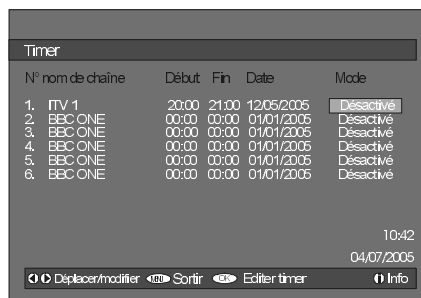 Timer
N° nom de chaîne Début Fin Date Mode
1. ITV 1 20:00 21:00 12/05/2005 Désactivé
2. BBC ONE 00:00 00:00 01/01/2005 Désactivé
3. BBC ONE 00:00 00:00 01/01/2005 Désactivé
4. BBC ONE 00:00 00:00 01/01/2005 Désactivé
5. BBC ONE 00:00 00:00 01/01/2005 Désactivé
6. BBC ONE 00:00 00:00 01/01/2005 Désactivé
10:42
04/07/2005
Déplacer/modifier Sortir OK Editer timer i Info